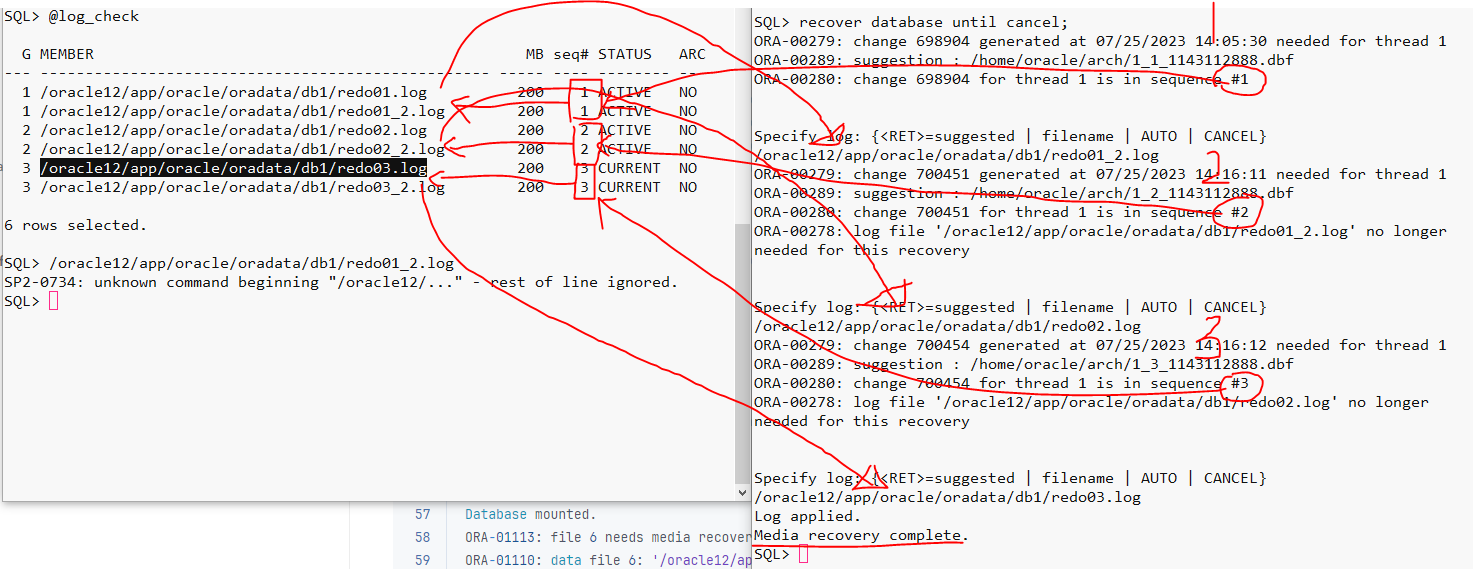 SQL> @log_check
G MEMBER MB seq# STATUS ARC
--- ---
1 /oracle12/app/oracle/oradata/db1/redo01.log 200 1 ACTIVE NO
1 /oracle12/app/oracle/oradata/db1/redo01_2.log 200 1 ACTIVE NO
2 /oracle12/app/oracle/oradata/db1/redo02.log 200 2 ACTIVE NO
2 /oracle12/app/oracle/oradata/db1/redo02_2.log 200 2 ACTIVE NO
3 /oracle12/app/oracle/oradata/db1/redo03.log 200 3 CURRENT NO
3 /oracle12/app/oracle/oradata/db1/redo03_2.log 200 3 CURRENT NO
6 rows selected.
SQL> /oracle12/app/oracle/oradata/db1/redo01_2.log
SP2-0734: unknown command beginning "/oracle12/..." - rest of line ignored.
SQL>
57 Database mounted.
58 ORA-01113: file 6 needs media recover
59 ORA-01110: data file 6: '/oracle12/ap
1
SQL> recover database until cancel;
ORA-00279: change 698904 generated at 07/25/2023 14:05:30 needed for thread 1
ORA-00289: suggestion : /home/oracle/arch/1_1_1143112888.dbf
ORA-00280: change 698904 for thread 1 is in sequence #1
Specify log: {<RET>=suggested | filename | AUTO | CANCEL}
/oracle12/app/oracle/oradata/db1/redo01_2.log
2
ORA-00279: change 700451 generated at 07/25/2023 14:16:11 needed for thread 1
ORA-00289: suggestion : /home/oracle/arch/1_2_1143112888.dbf
ORA-00280: change 700451 for thread 1 is in sequence #2
ORA-00278: log file '/oracle12/app/oracle/oradata/db1/redo01_2.log' no longer
needed for this recovery
Specify log: {<RET>=suggested | filename | AUTO | CANCEL}
/oracle12/app/oracle/oradata/db1/redo02.log
3
ORA-00279: change 700454 generated at 07/25/2023 14:16:12 needed for thread 1
ORA-00289: suggestion : /home/oracle/arch/1_3_1143112888.dbf
ORA-00280: change 700454 for thread 1 is in sequence #3
ORA-00278: log file '/oracle12/app/oracle/oradata/db1/redo02.log' no longer
needed for this recovery
Specify log: {<RET>=suggested | filename | AUTO | CANCEL}
/oracle12/app/oracle/oradata/db1/redo03.log
Log applied.
Media recovery complete.
SQL>